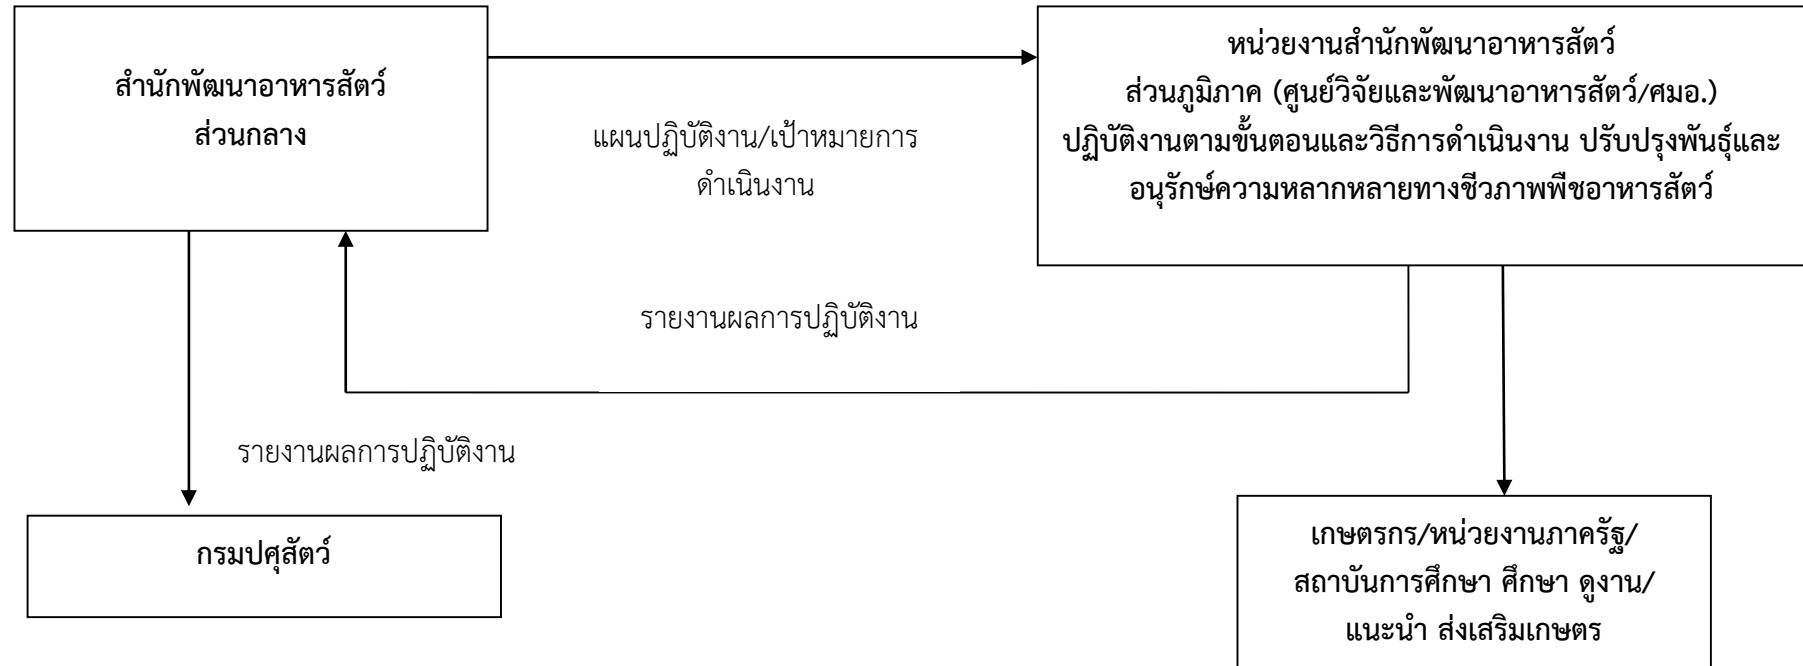 สำนักพัฒนาอาหารสัตว์
ส่วนกลาง
แผนปฏิบัติงาน/เป้าหมายการ
ดำเนินงาน
หน่วยงานสำนักพัฒนาอาหารสัตว์
ส่วนภูมิภาค (ศูนย์วิจัยและพัฒนาอาหารสัตว์/ศมอ.)
ปฏิบัติงานตามขั้นตอนและวิธีการดำเนินงาน ปรับปรุงพันธุ์และ
อนุรักษ์ความหลากหลายทางชีวภาพพืชอาหารสัตว์
รายงานผลการปฏิบัติงาน
รายงานผลการปฏิบัติงาน
กรมปศุสัตว์
เกษตรกร/หน่วยงานภาครัฐ/
สถาบันการศึกษา ศึกษา ดูงาน/
แนะนำ ส่งเสริมเกษตร